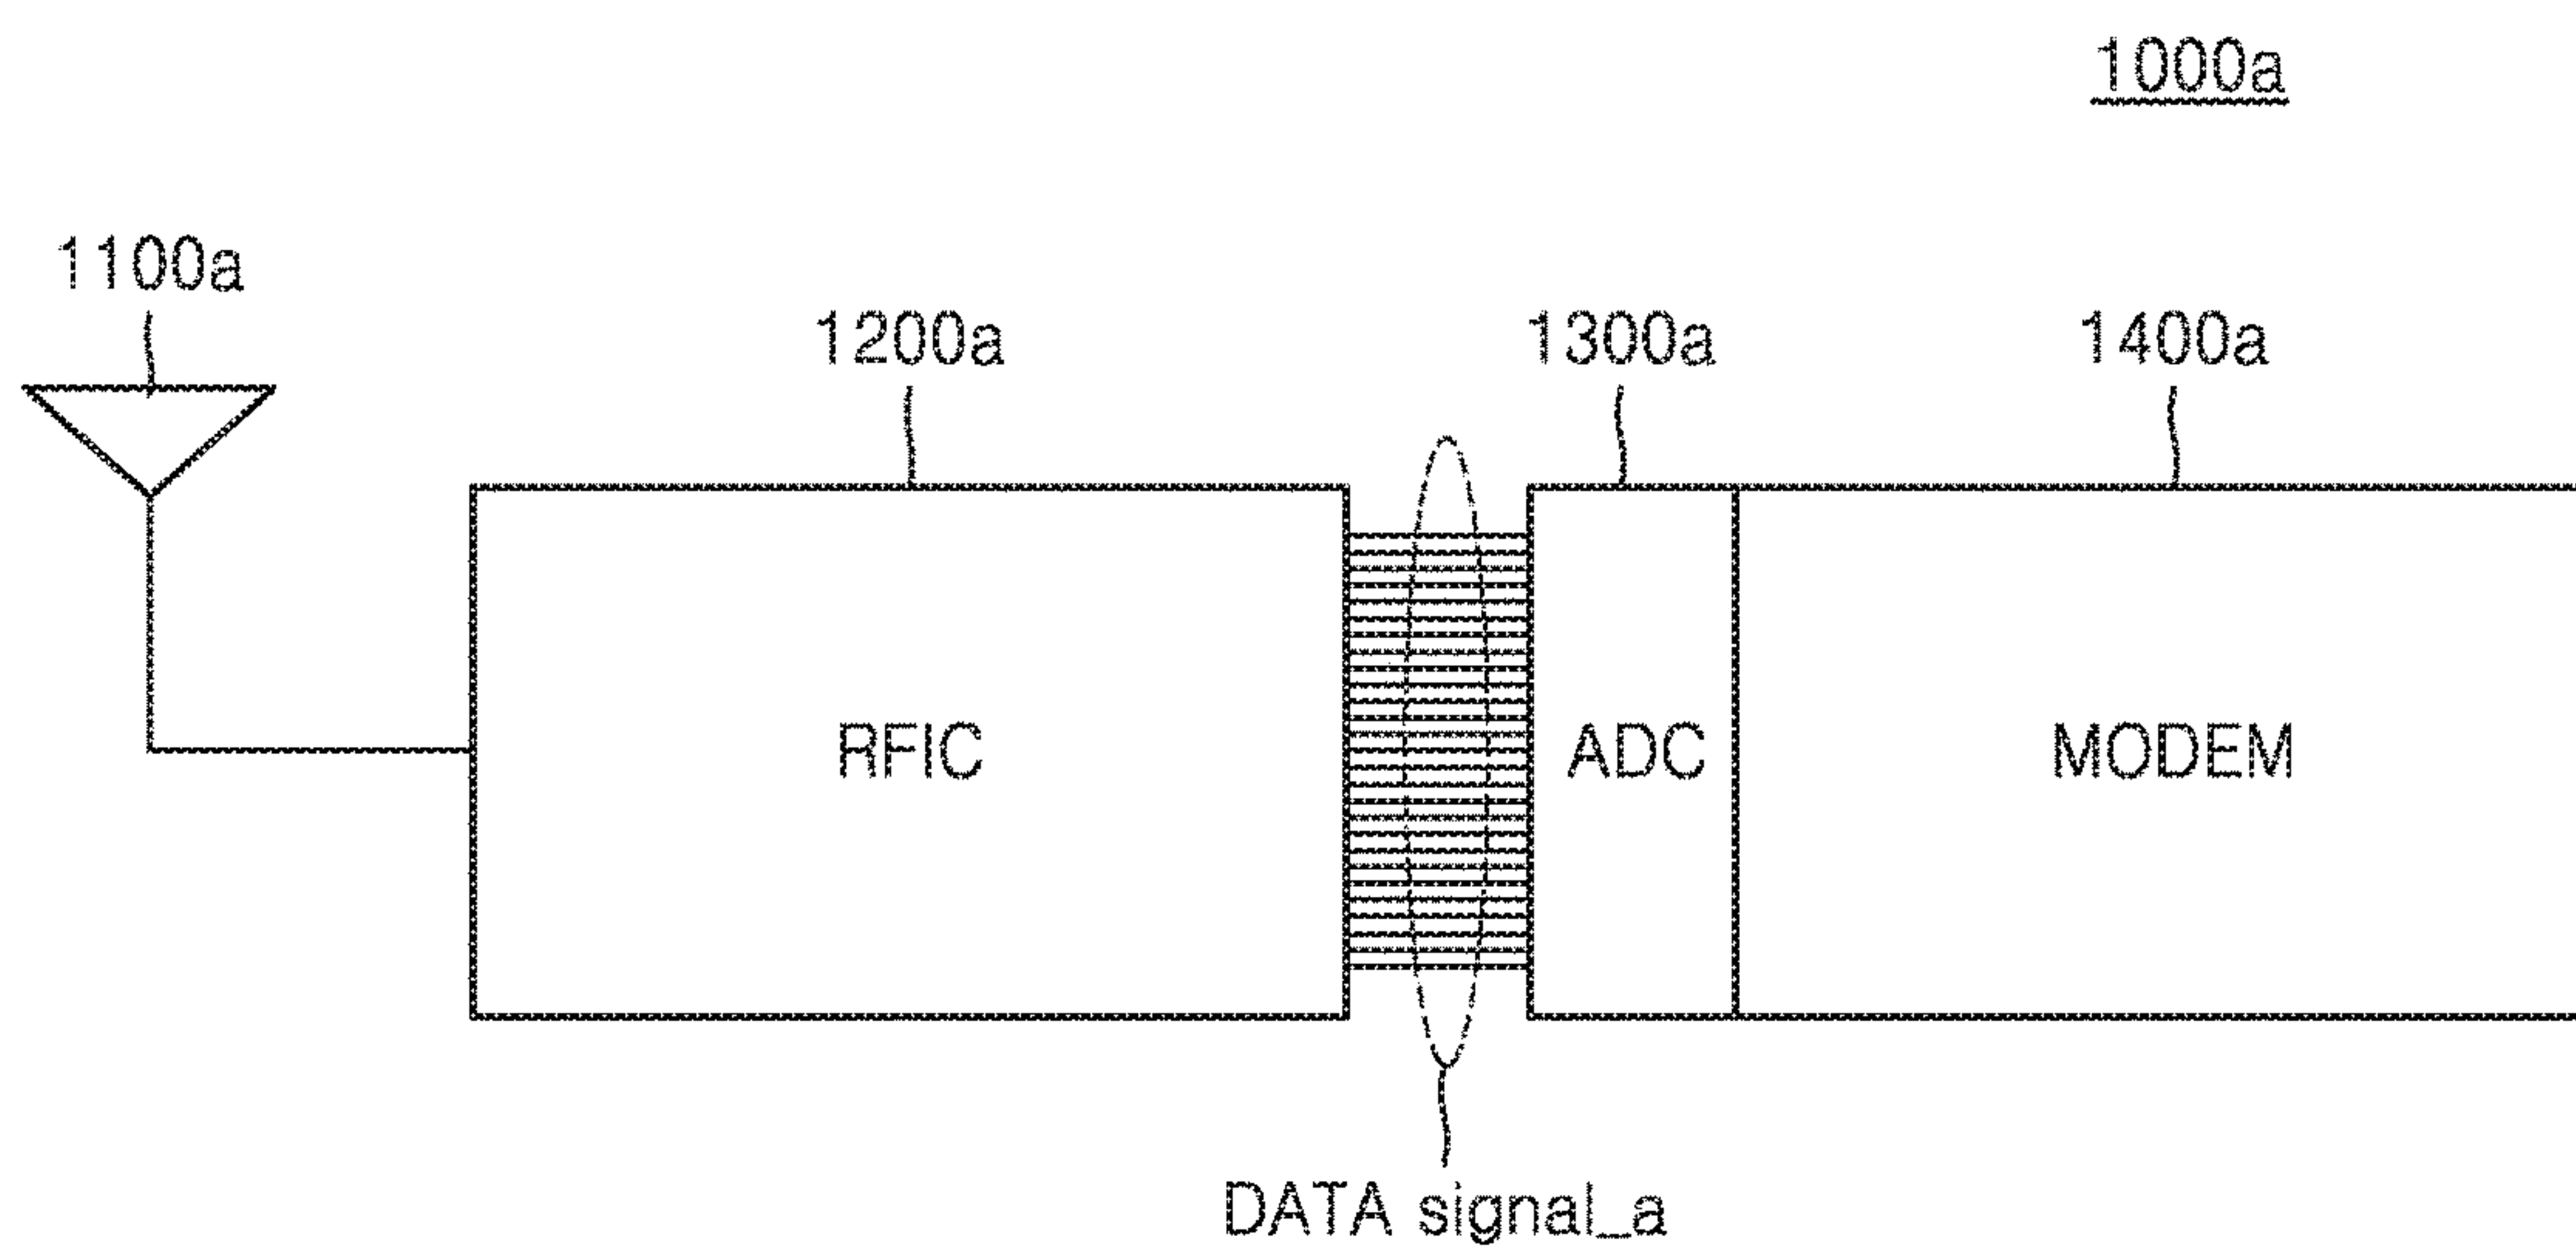 1000a
1100a
1200a
1300a
1400a
RFIC
ADC
MODEM
DATA signal_a